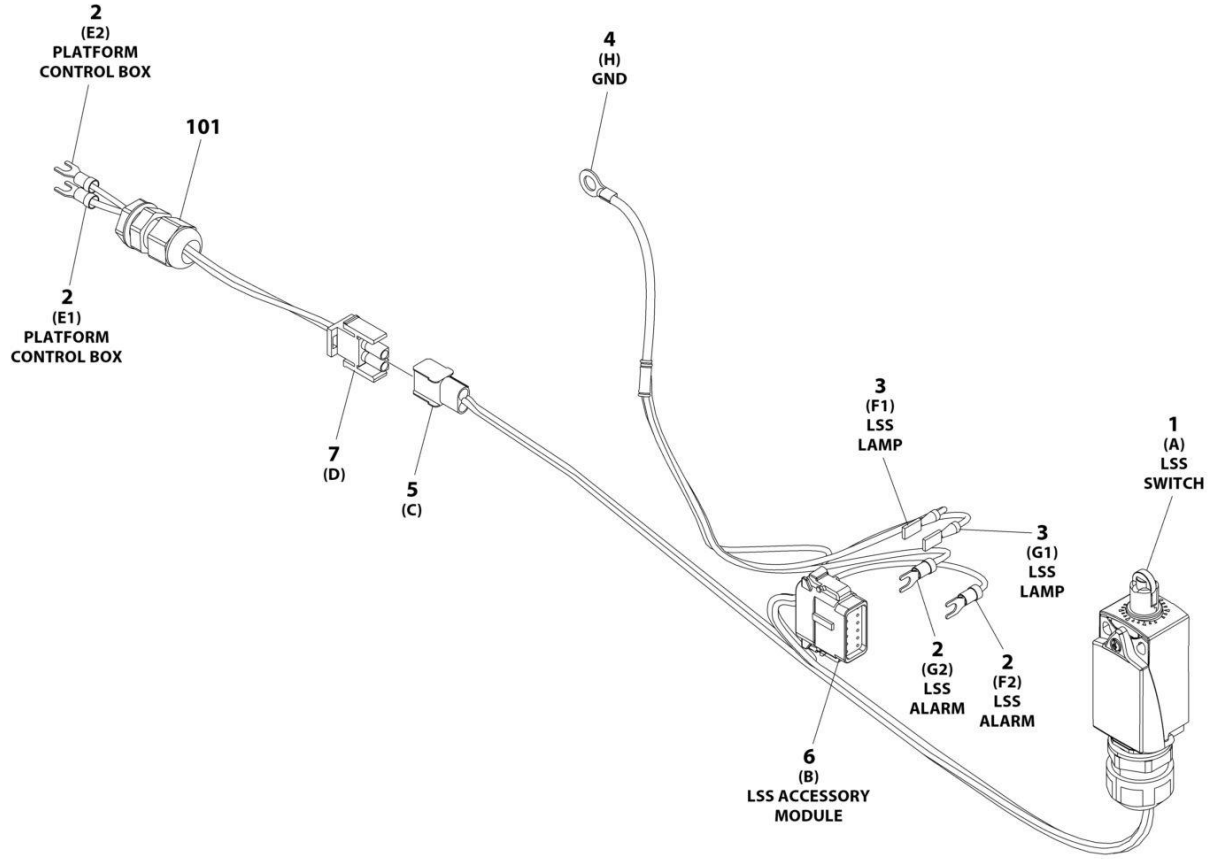 2
(E2)
PLATFORM
CONTROL BOX
4
(H)
GND
101
2
(E1)
PLATFORM
CONTROL BOX
7
(D)
5
(C)
3
(F1)
LSS
LAMP
1
(A)
LSS
SWITCH
3
(G1)
LSS
LAMP
2
(G2)
LSS
ALARM
2
(F2)
LSS
ALARM
6
(B)
LSS ACCESSORY
MODULE